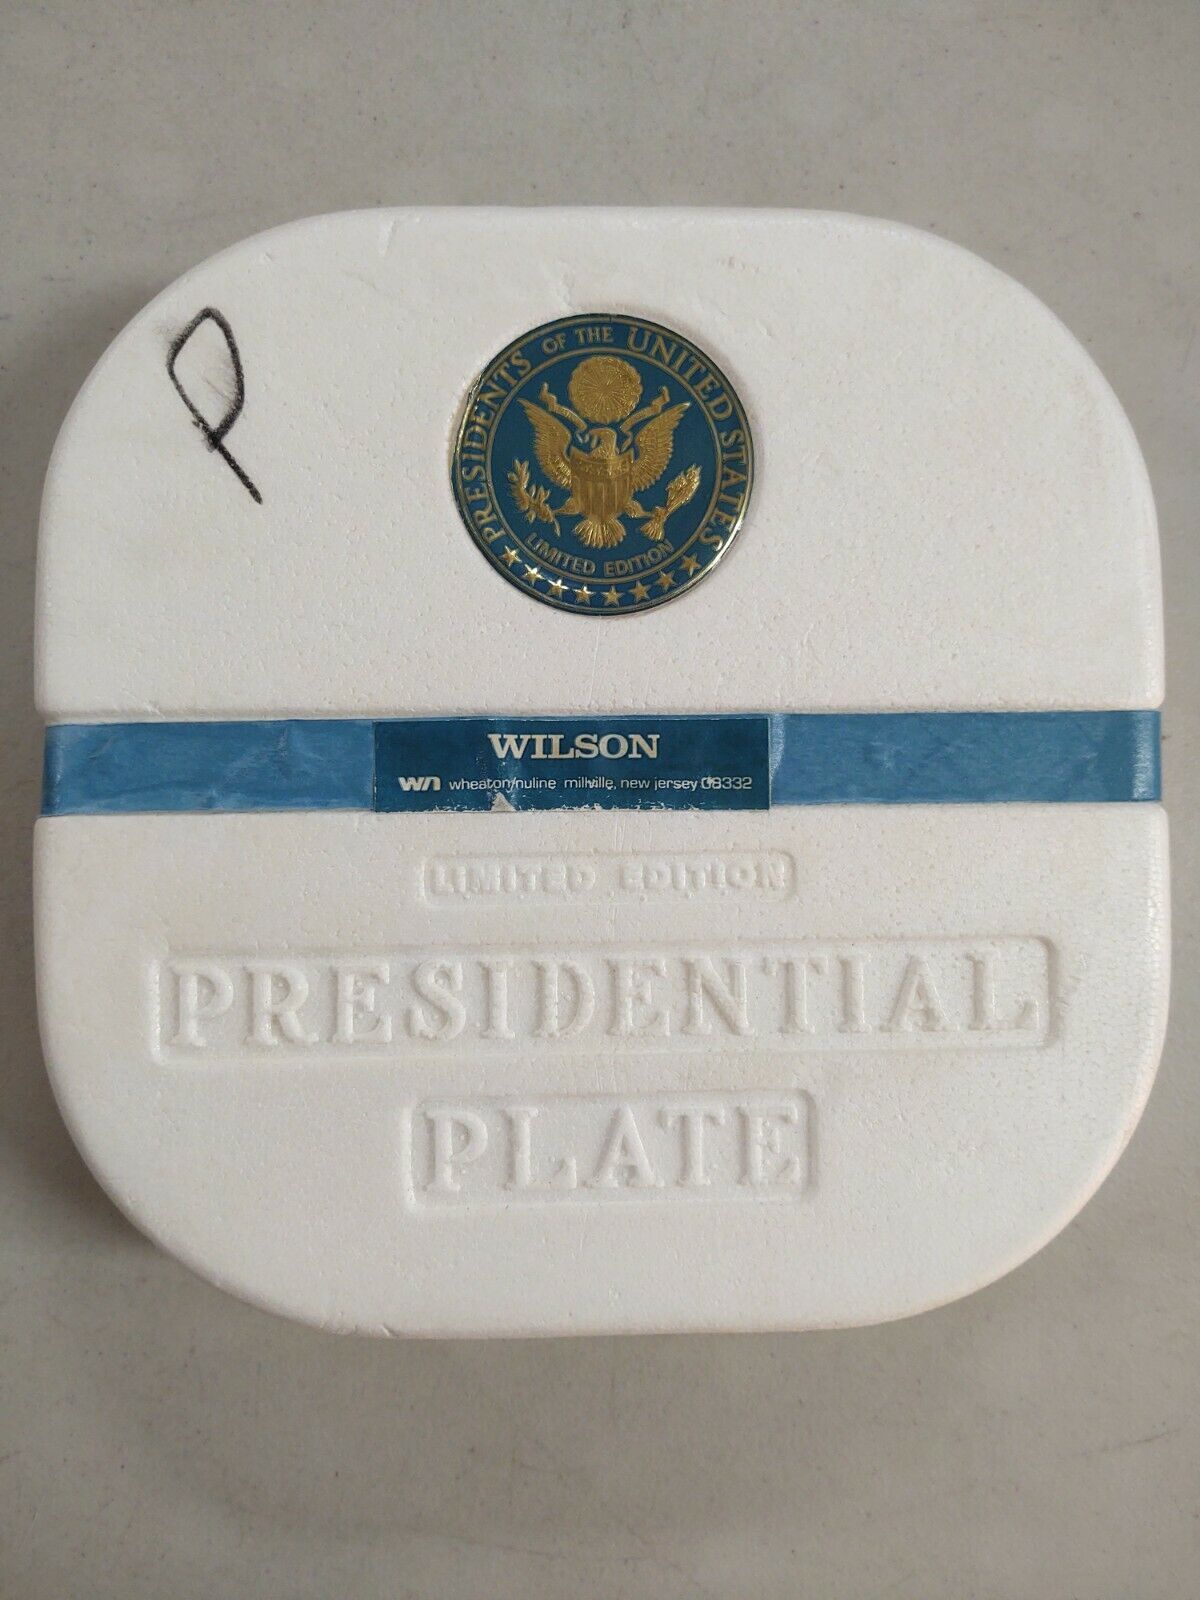 P
PRESIDENTS OF THE UNITED STATES
LIMITED EDITION
WILSON
wn wheaton/nuline millville, new jersey 08332
LIMITED EDITION
PRESIDENTIAL
PLATE